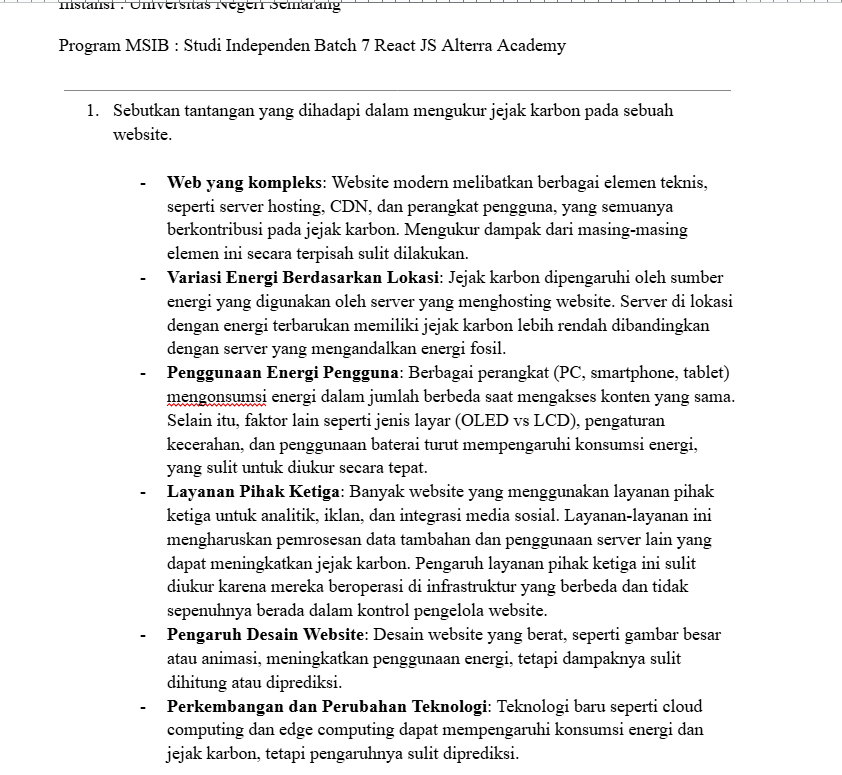 Instansi : Universitas Negeri Semarang
Program MSIB : Studi Independen Batch 7 React JS Alterra Academy
1. Sebutkan tantangan yang dihadapi dalam mengukur jejak karbon pada sebuah
website.
- Web yang kompleks: Website modern melibatkan berbagai elemen teknis,
seperti server hosting, CDN, dan perangkat pengguna, yang semuanya
berkontribusi pada jejak karbon. Mengukur dampak dari masing-masing
elemen ini secara terpisah sulit dilakukan.
- Variasi Energi Berdasarkan Lokasi: Jejak karbon dipengaruhi oleh sumber
energi yang digunakan oleh server yang menghosting website. Server di lokasi
dengan energi terbarukan memiliki jejak karbon lebih rendah dibandingkan
dengan server yang mengandalkan energi fosil.
- Penggunaan Energi Pengguna: Berbagai perangkat (PC, smartphone, tablet)
mengonsumsi energi dalam jumlah berbeda saat mengakses konten yang sama.
Selain itu, faktor lain seperti jenis layar (OLED vs LCD), pengaturan
kecerahan, dan penggunaan baterai turut mempengaruhi konsumsi energi,
yang sulit untuk diukur secara tepat.
- Layanan Pihak Ketiga: Banyak website yang menggunakan layanan pihak
ketiga untuk analitik, iklan, dan integrasi media sosial. Layanan-layanan ini
mengharuskan pemrosesan data tambahan dan penggunaan server lain yang
dapat meningkatkan jejak karbon. Pengaruh layanan pihak ketiga ini sulit
diukur karena mereka beroperasi di infrastruktur yang berbeda dan tidak
sepenuhnya berada dalam kontrol pengelola website.
- Pengaruh Desain Website: Desain website yang berat, seperti gambar besar
atau animasi, meningkatkan penggunaan energi, tetapi dampaknya sulit
dihitung atau diprediksi.
- Perkembangan dan Perubahan Teknologi: Teknologi baru seperti cloud
computing dan edge computing dapat mempengaruhi konsumsi energi dan
jejak karbon, tetapi pengaruhnya sulit diprediksi.